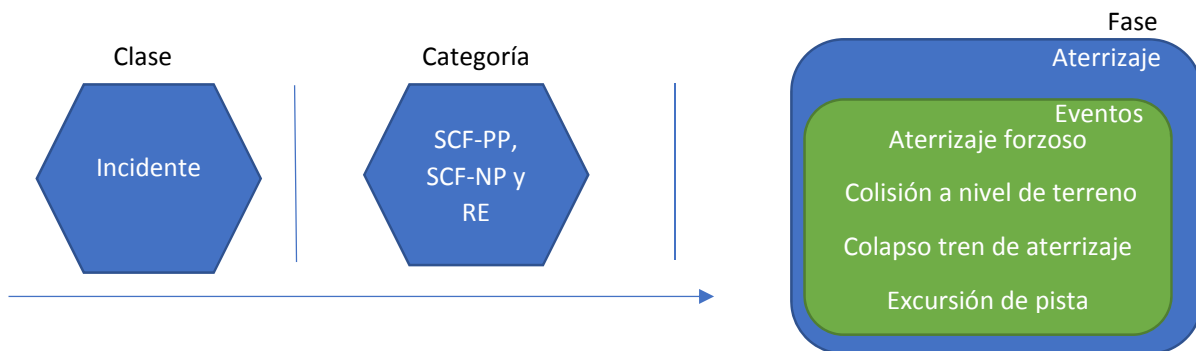 Clase
Incidente
Categoría
SCF-PP,
SCF-NP y
RE
Fase
Aterrizaje
Eventos
Aterrizaje forzoso
Colisión a nivel de terreno
Colapso tren de aterrizaje
Excursión de pista